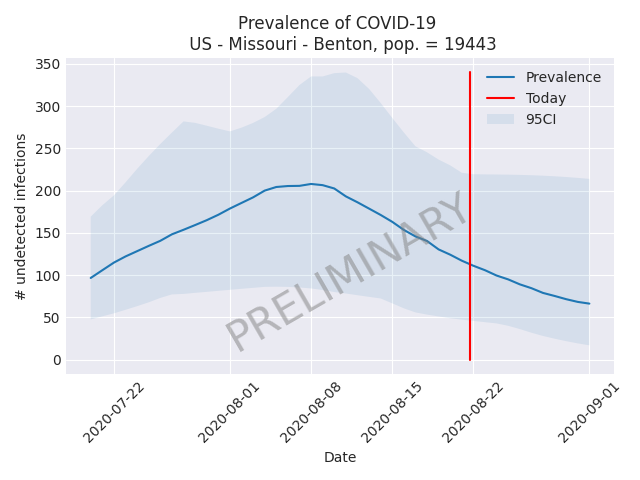 Prevalence of COVID-19
US - Missouri - Benton, pop. = 19443
# undetected infections
350
300
250
200
150
100
50
0
Prevalence
Today
95CI
PRELIMINARY
2020-07-22
2020-08-01
2020-08-08
2020-08-15
2020-08-22
2020-09-01
Date